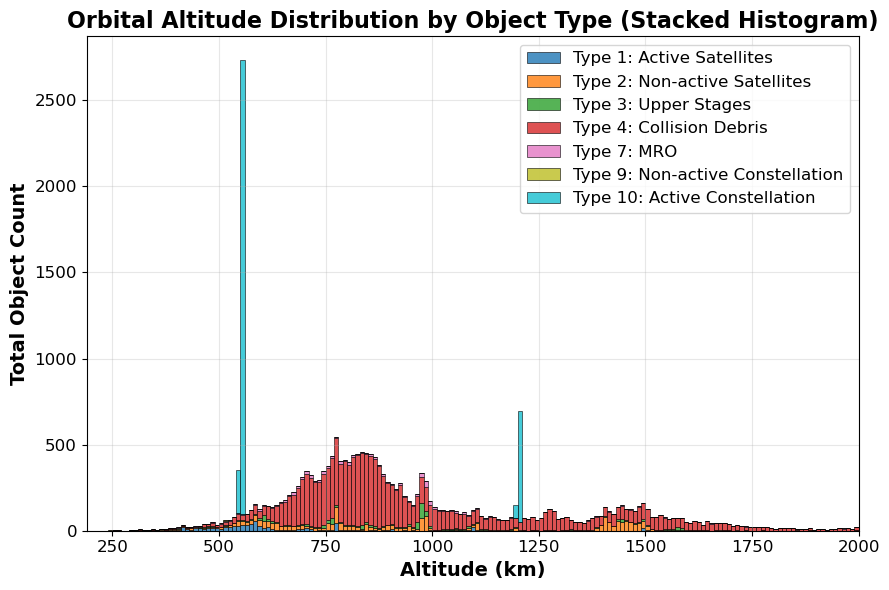 Orbital Altitude Distribution by Object Type (Stacked Histogram)
Type 1: Active Satellites
Type 2: Non-active Satellites
Type 3: Upper Stages
Type 4: Collision Debris
Type 7: MRO
Type 9: Non-active Constellation
Type 10: Active Constellation
Total Object Count
2500
2000
1500
1000
500
0
250
500
750
1000
1250
1500
1750
2000
Altitude (km)